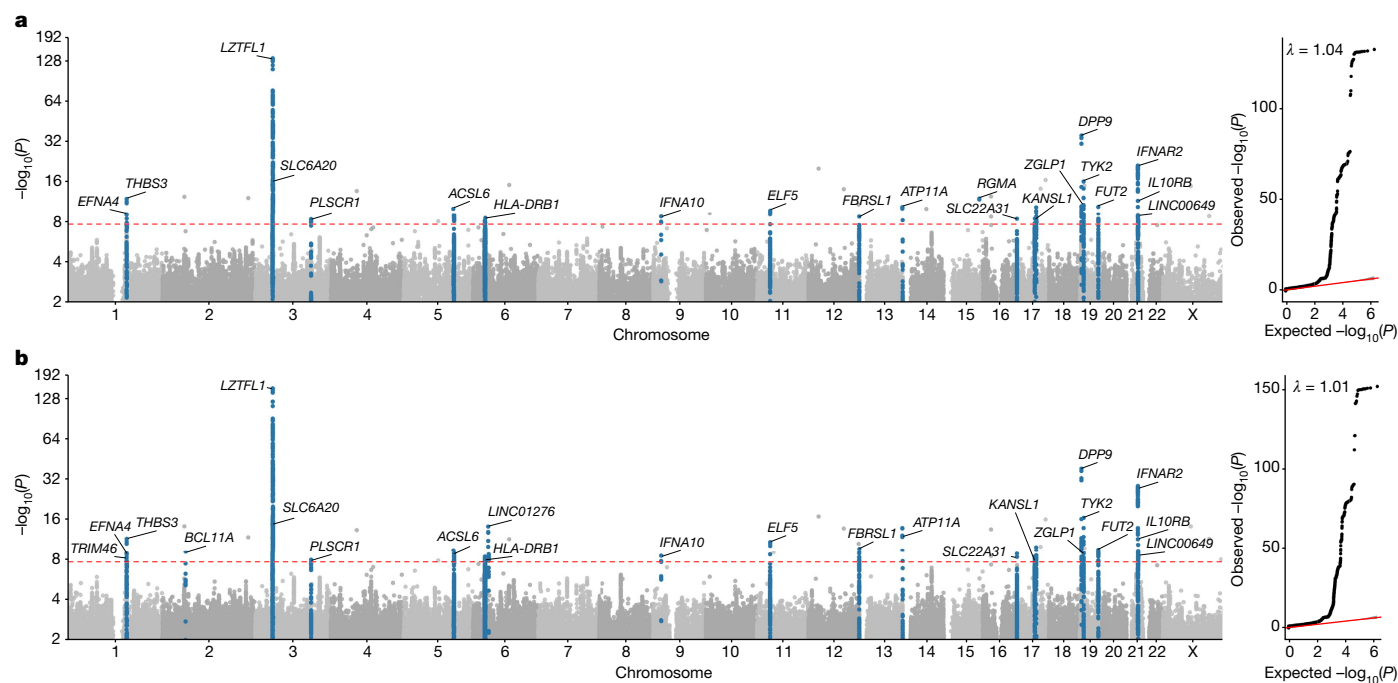 a
192
128
64
32
16
8
4
2
–log10(P)
LZTFL1
SLC6A20
THBS3
EFNA4
PLSCR1
ACSL6
HLA-DRB1
IFNA10
ELF5
FBRSL1
ATP11A
RGMA
SLC22A31
KANSL1
ZGLP1
DPP9
TYK2
FUT2
IFNAR2
IL10RB
LINC00649
1 2 3 4 5 6 7 8 9 10 11 12 13 14 15 16 17 18 19 20 21 22 X
Chromosome
λ = 1.04
Observed –log10(P)
100
50
0
–2 0 2 4 6
Expected –log10(P)
b
192
128
64
32
16
8
4
2
–log10(P)
LZTFL1
SLC6A20
EFNA4
THBS3
TRIM46
BCL11A
PLSCR1
ACSL6
LINC01276
HLA-DRB1
IFNA10
ELF5
FBRSL1
ATP11A
SLC22A31
KANSL1
ZGLP1
DPP9
TYK2
FUT2
IFNAR2
IL10RB
LINC00649
1 2 3 4 5 6 7 8 9 10 11 12 13 14 15 16 17 18 19 20 21 22 X
Chromosome
λ = 1.01
Observed –log10(P)
150
100
50
0
0 2 4 6
Expected –log10(P)